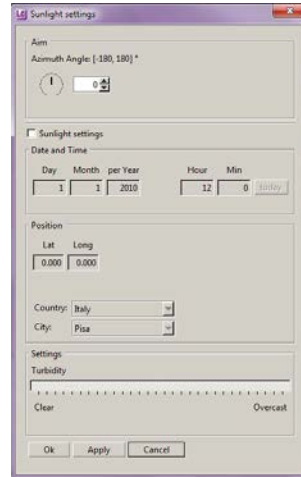 Sunlight settings
Aim
Azimuth Angle: [-180, 180] °
0
Sunlight settings
Date and Time
Day Month per Year Hour Min
1 1 2010 12 0 today
Position
Lat Long
0.000 0.000
Country: Italy
City: Pisa
Settings
Turbidity
Clear Overcast
Ok Apply Cancel